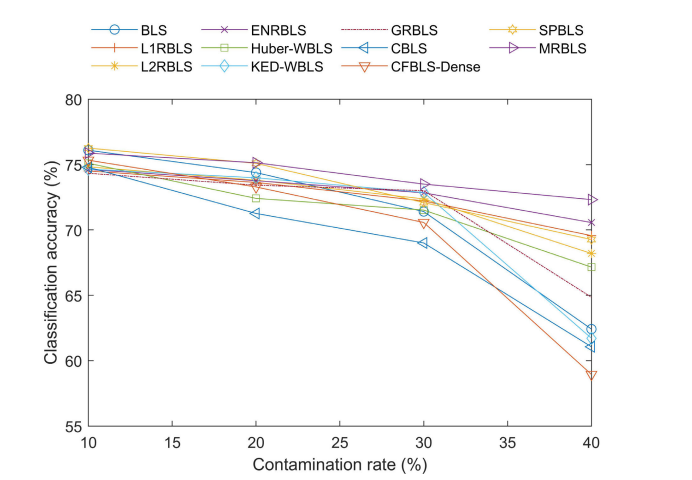 BLS ENRBLS GRBLS SPBLS
L1RBLS Huber-WBLS CBLS MRBLS
L2RBLS KED-WBLS CFBLS-Dense
80
75
70
65
60
55
Classification accuracy (%)
10 15 20 25 30 35 40
Contamination rate (%)